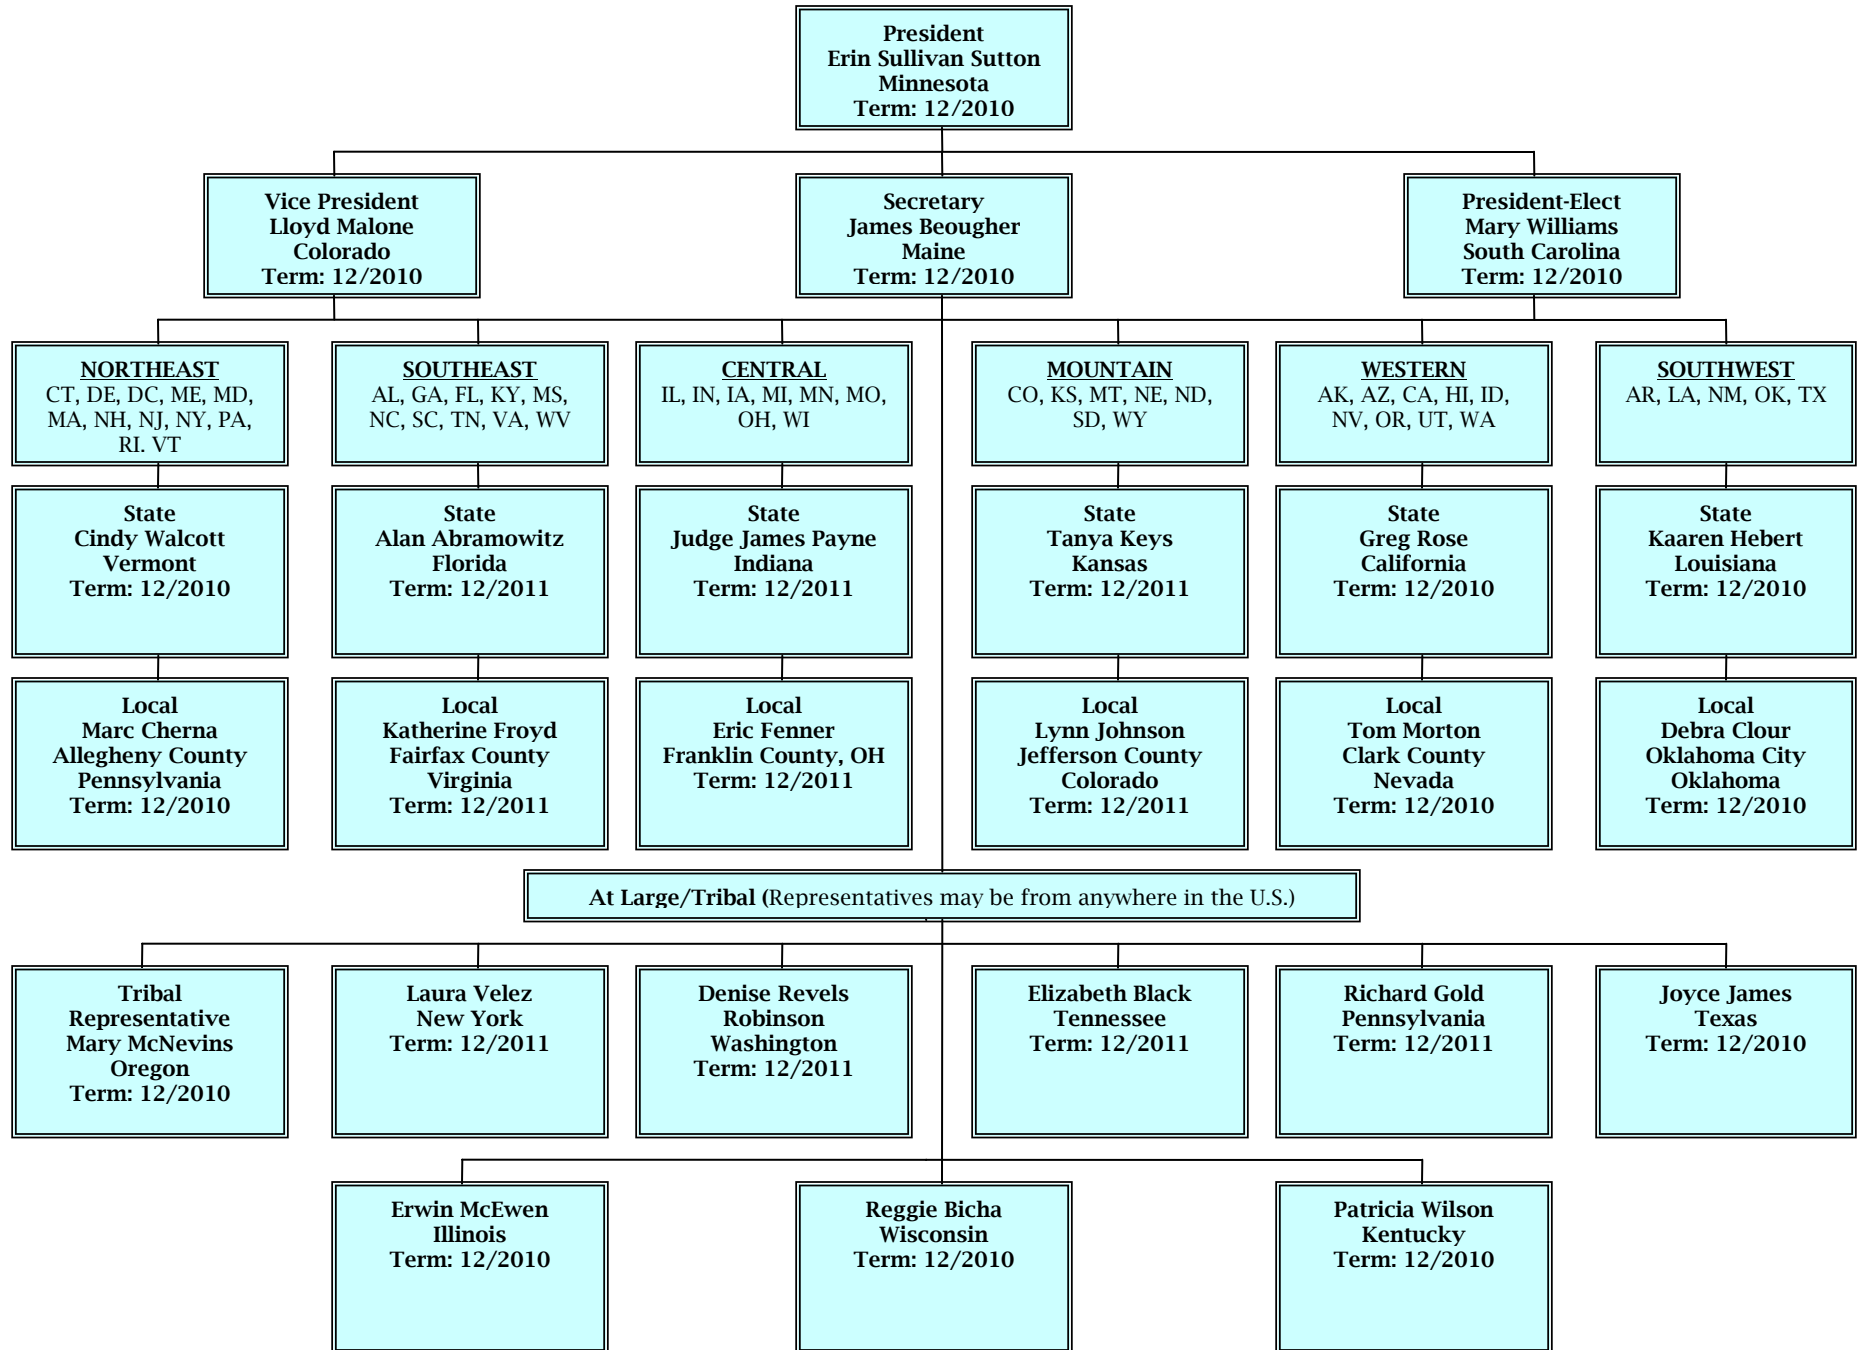 President
Erin Sullivan Sutton
Minnesota
Term: 12/2010
Vice President
Lloyd Malone
Colorado
Term: 12/2010
Secretary
James Beougher
Maine
Term: 12/2010
President-Elect
Mary Williams
South Carolina
Term: 12/2010
NORTHEAST
CT, DE, DC, ME, MD,
MA, NH, NJ, NY, PA,
RI. VT
SOUTHEAST
AL, GA, FL, KY, MS,
NC, SC, TN, VA, WV
CENTRAL
IL, IN, IA, MI, MN, MO,
OH, WI
MOUNTAIN
CO, KS, MT, NE, ND,
SD, WY
WESTERN
AK, AZ, CA, HI, ID,
NV, OR, UT, WA
SOUTHWEST
AR, LA, NM, OK, TX
State
Cindy Walcott
Vermont
Term: 12/2010
State
Alan Abramowitz
Florida
Term: 12/2011
State
Judge James Payne
Indiana
Term: 12/2011
State
Tanya Keys
Kansas
Term: 12/2011
State
Greg Rose
California
Term: 12/2010
State
Kaaren Hebert
Louisiana
Term: 12/2010
Local
Marc Cherna
Allegheny County
Pennsylvania
Term: 12/2010
Local
Katherine Froyd
Fairfax County
Virginia
Term: 12/2011
Local
Eric Fenner
Franklin County, OH
Term: 12/2011
Local
Lynn Johnson
Jefferson County
Colorado
Term: 12/2011
Local
Tom Morton
Clark County
Nevada
Term: 12/2010
Local
Debra Clour
Oklahoma City
Oklahoma
Term: 12/2010
At Large/Tribal (Representatives may be from anywhere in the U.S.)
Tribal
Representative
Mary McNevins
Oregon
Term: 12/2010
Laura Velez
New York
Term: 12/2011
Denise Revels
Robinson
Washington
Term: 12/2011
Elizabeth Black
Tennessee
Term: 12/2011
Richard Gold
Pennsylvania
Term: 12/2011
Joyce James
Texas
Term: 12/2010
Erwin McEwen
Illinois
Term: 12/2010
Reggie Bicha
Wisconsin
Term: 12/2010
Patricia Wilson
Kentucky
Term: 12/2010